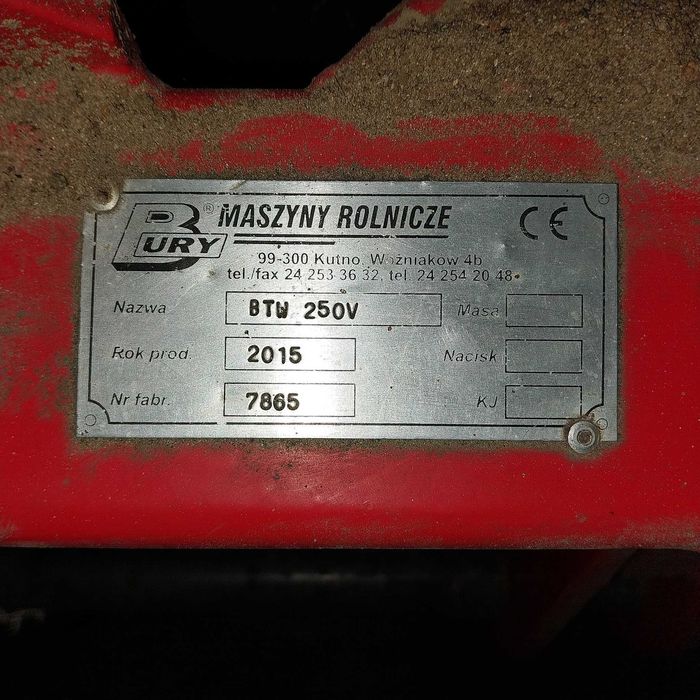 BURY ® MASZYNY ROLNICZE CE
99-300 Kutno, Woźniaków 4b
tel./fax 24 253 36 32, tel. 24 254 20 48
Nazwa BTW 250V Masa
Rok prod. 2015 Nacisk
Nr fabr. 7865 KJ